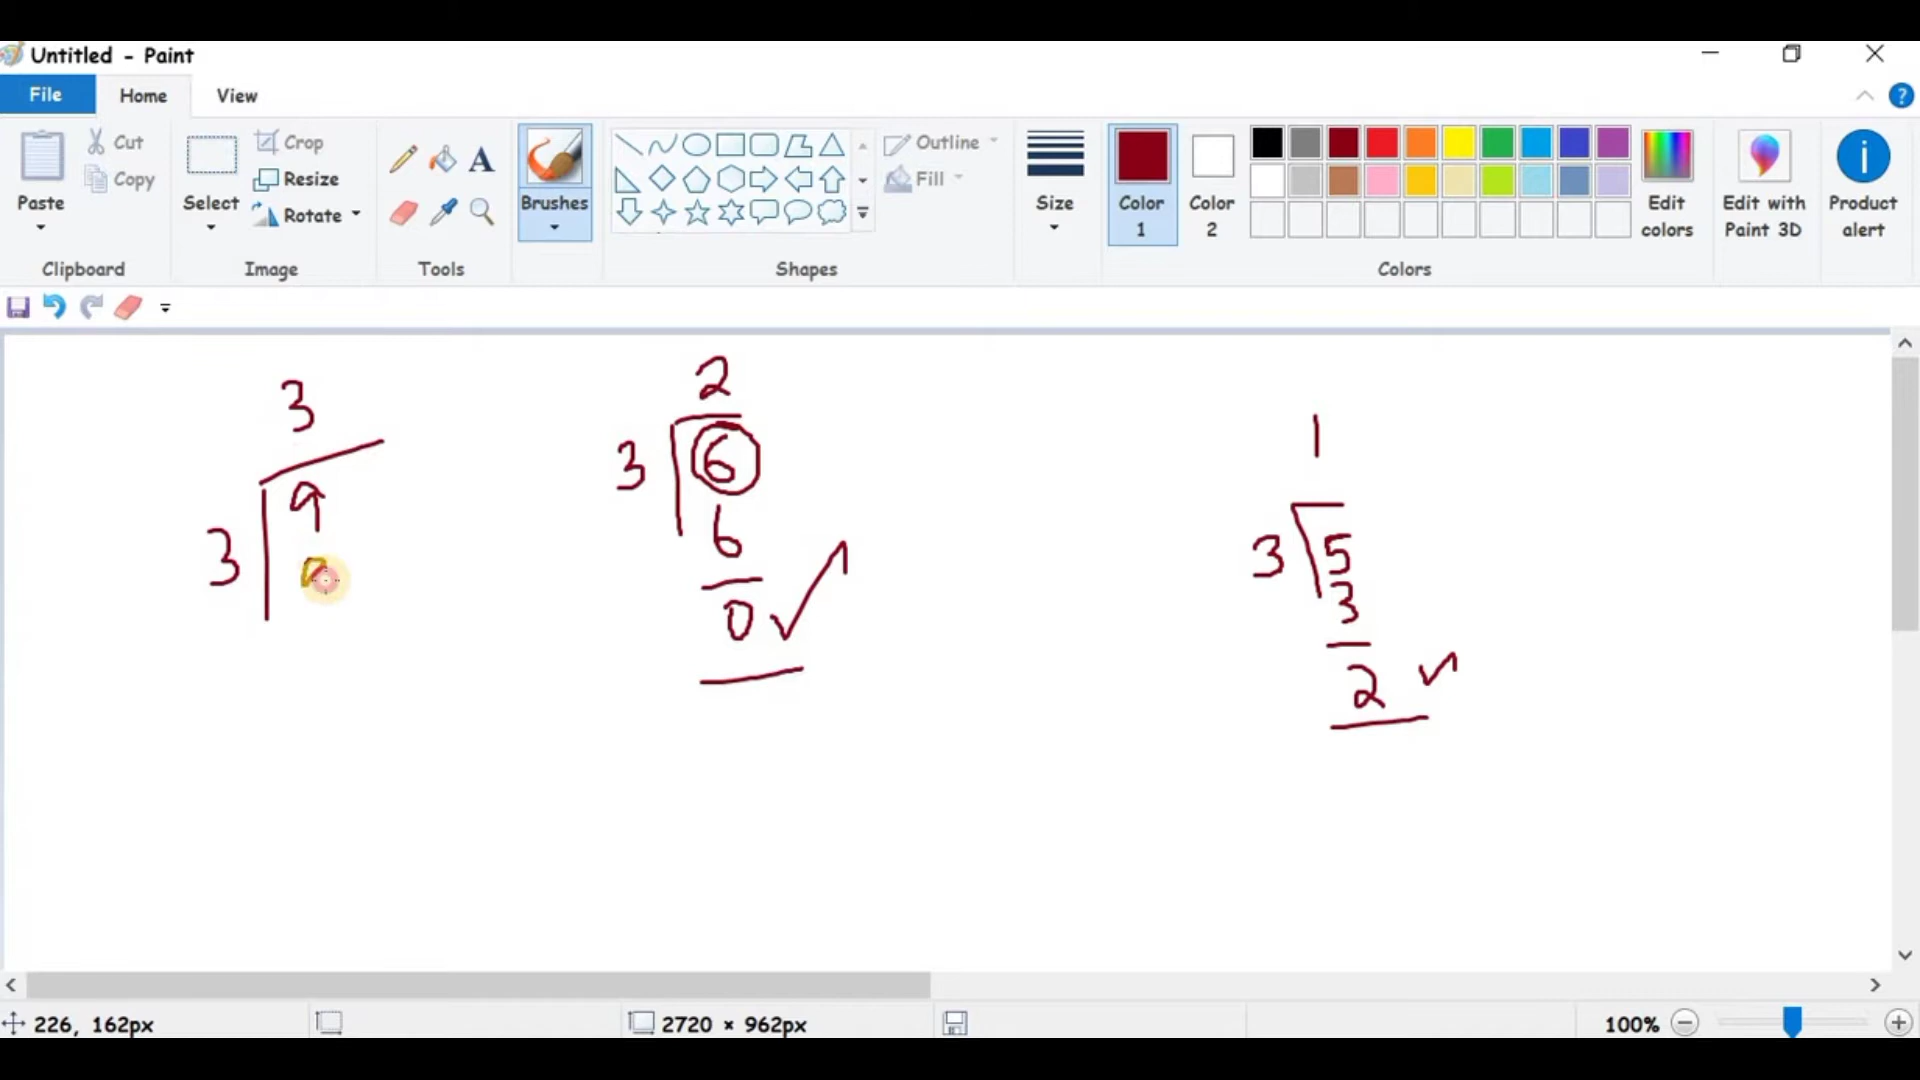 Untitled - Paint
File Home View
Paste
Cut
Copy
Clipboard
Select
Crop
Resize
Rotate
Image
A
Tools
Brushes
Shapes
Outline
Fill
Size
Color 1
Color 2
Edit colors
Colors
Edit with Paint 3D
Product alert
3
3 9
2
3 6
6
0
1
3 5
3
2
226, 162px
2720 × 962px
100%